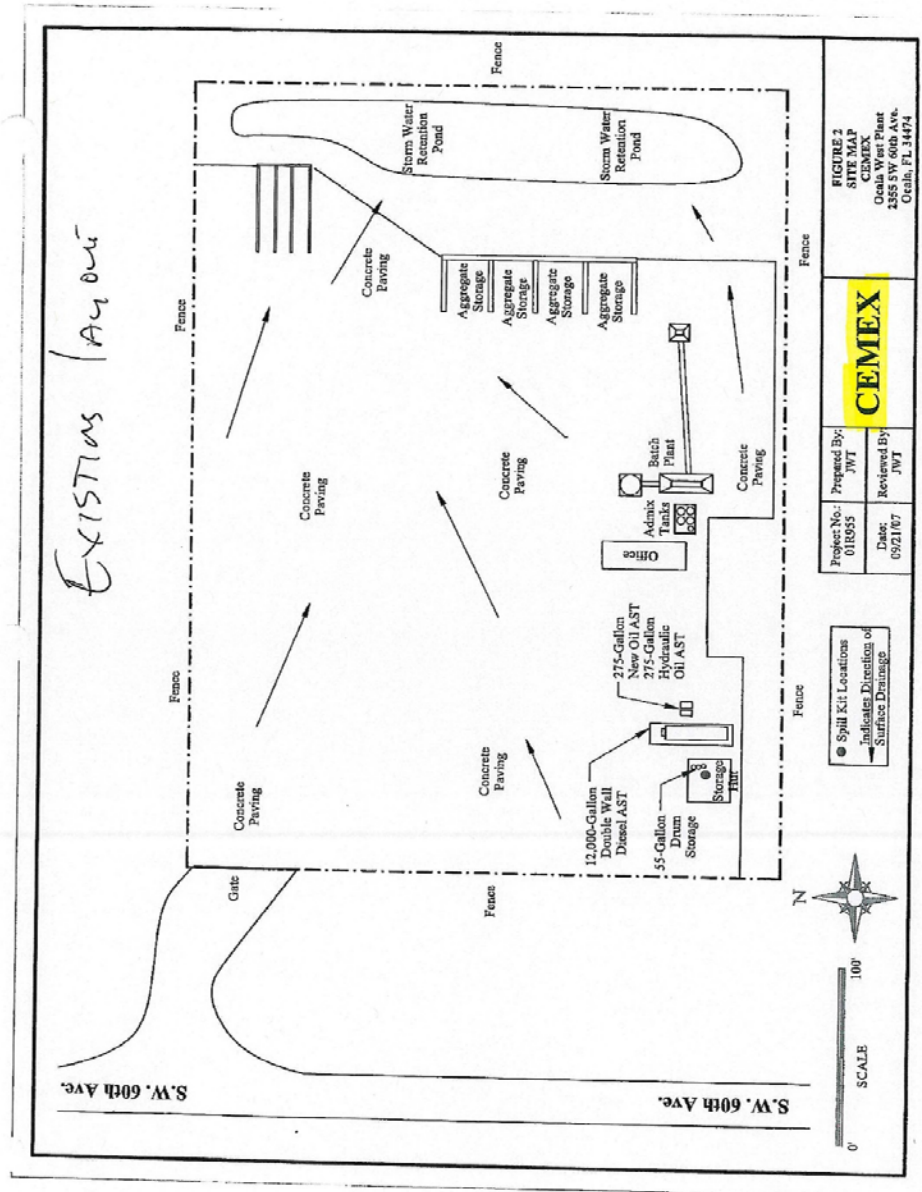 EXISTING LAYOUT
Fence
Fence
Fence
Gate
Fence
Fence
Fence
S.W. 60th Ave.
S.W. 60th Ave.
Concrete
Paving
Concrete
Paving
Concrete
Paving
Concrete
Paving
Concrete
Paving
Concrete
Paving
Storm Water
Retention
Pond
Storm Water
Retention
Pond
Aggregate
Storage
Aggregate
Storage
Aggregate
Storage
Aggregate
Storage
Batch
Plant
Admix
Tanks
Office
275-Gallon
New Oil AST
275-Gallon
Hydraulic
Oil AST
12,000-Gallon
Double Wall
Diesel AST
55-Gallon
Drum
Storage
Storage
Hut
N
0'
100'
SCALE
Spill Kit Locations
Indicates Direction of
Surface Drainage
Project No.:
01R955
Prepared By:
JWT
Date:
09/21/07
Reviewed By:
JWT
CEMEX
FIGURE 2
SITE MAP
CEMEX
Ocala West Plant
2355 SW 60th Ave.
Ocala, FL 34474